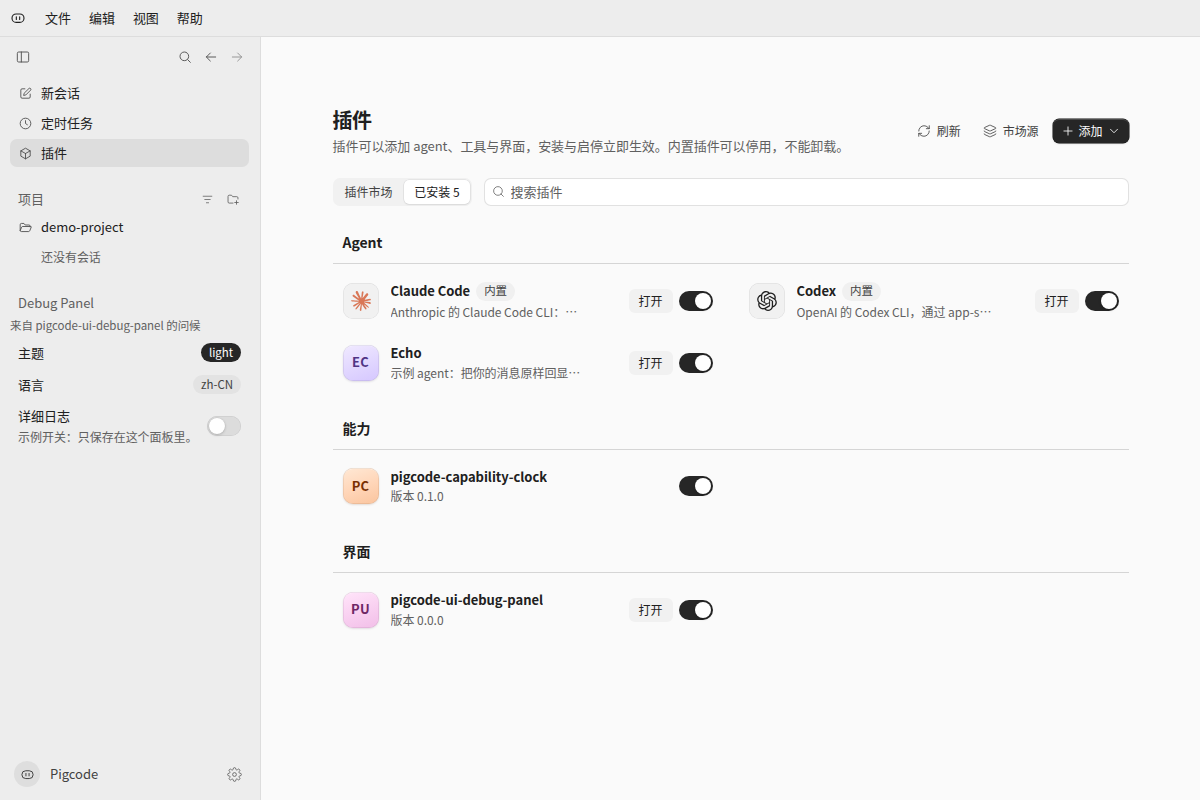 文件 编辑 视图 帮助
新会话
定时任务
插件
项目
demo-project
还没有会话
Debug Panel
来自 pigcode-ui-debug-panel 的问候
主题 light
语言 zh-CN
详细日志
示例开关：只保存在这个面板里。
Pigcode
插件
插件可以添加 agent、工具与界面，安装与启停立即生效。内置插件可以停用，不能卸载。
刷新 市场源 添加
插件市场 已安装 5 搜索插件
Agent
Claude Code 内置
Anthropic 的 Claude Code CLI：…
打开
Codex 内置
OpenAI 的 Codex CLI，通过 app-s…
打开
EC
Echo
示例 agent：把你的消息原样回显…
打开
能力
PC
pigcode-capability-clock
版本 0.1.0
界面
PU
pigcode-ui-debug-panel
版本 0.0.0
打开